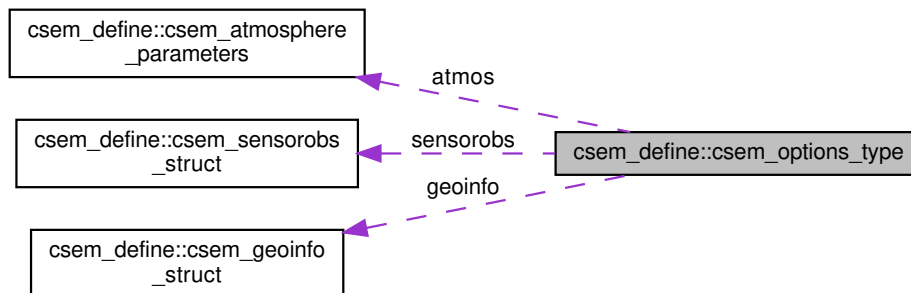 csem_define::csem_atmosphere
_parameters
atmos
csem_define::csem_sensorobs
_struct
sensorobs
csem_define::csem_options_type
geoinfo
csem_define::csem_geoinfo
_struct